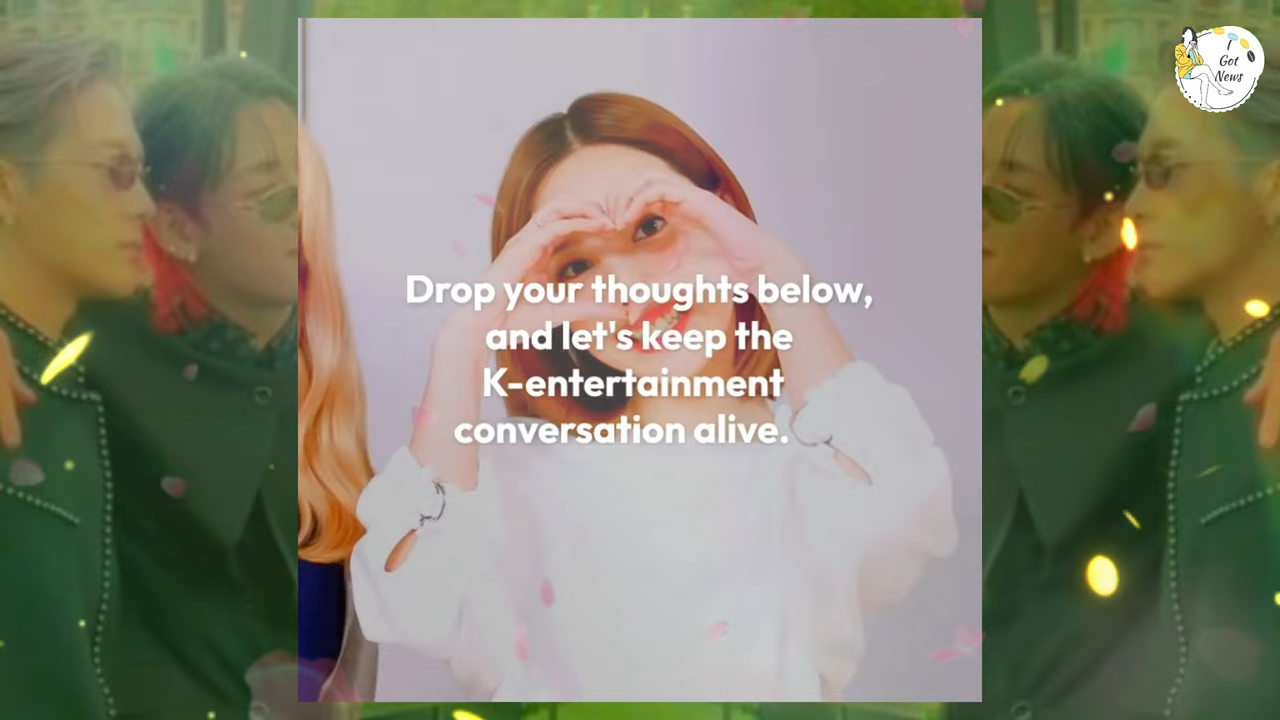 I
Got
News
Drop your thoughts below,
and let's keep the
K-entertainment
conversation alive.